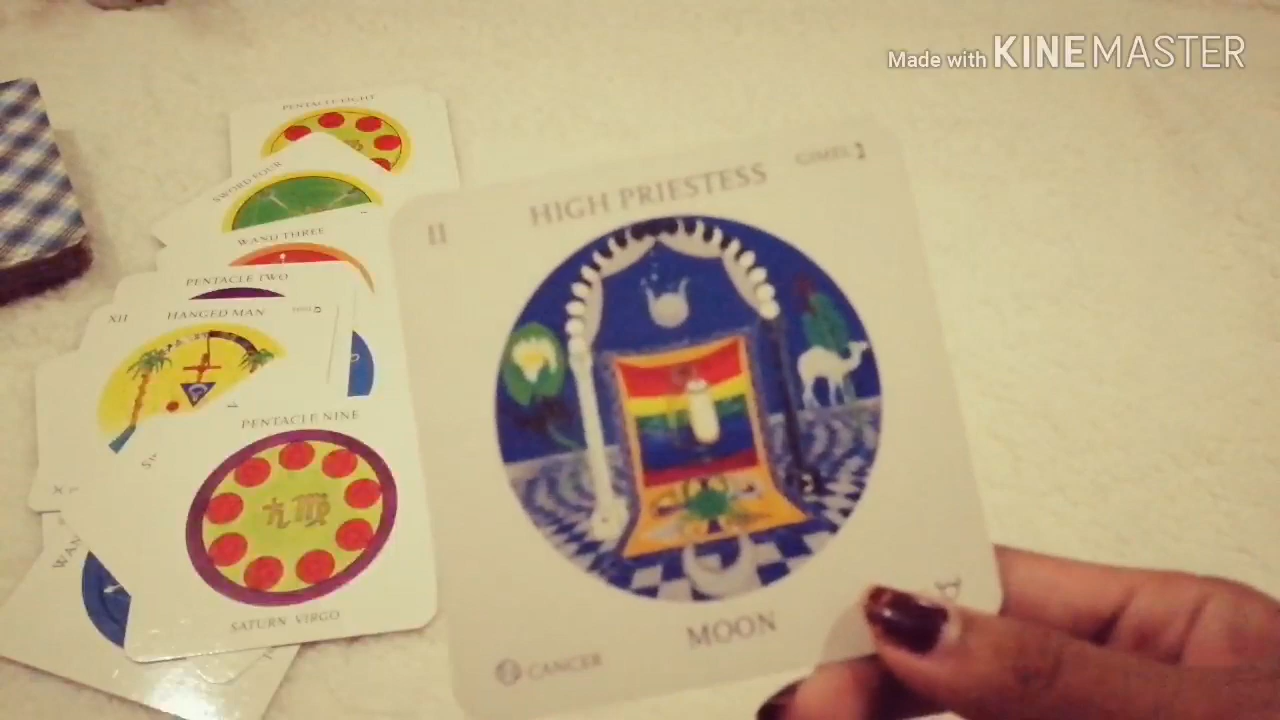 Made with KINEMASTER
PENTACLE EIGHT
SWORD FOUR
WAND THREE
PENTACLE TWO
XII HANGED MAN
PENTACLE NINE
SATURN VIRGO
WAN
GIMEL ג
HIGH PRIESTESS
II
MOON
CANCER